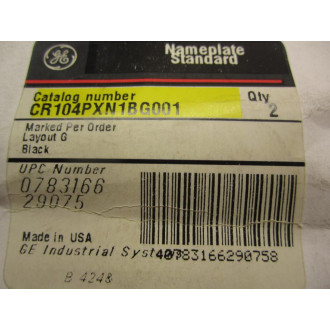 GE
Nameplate
Standard
Catalog number
CR104PXN1BG001
Qty
2
Marked Per Order
Layout G
Black
UPC Number
0783166
29075
Made in USA
GE Industrial Systems
40783166290758
B 4248